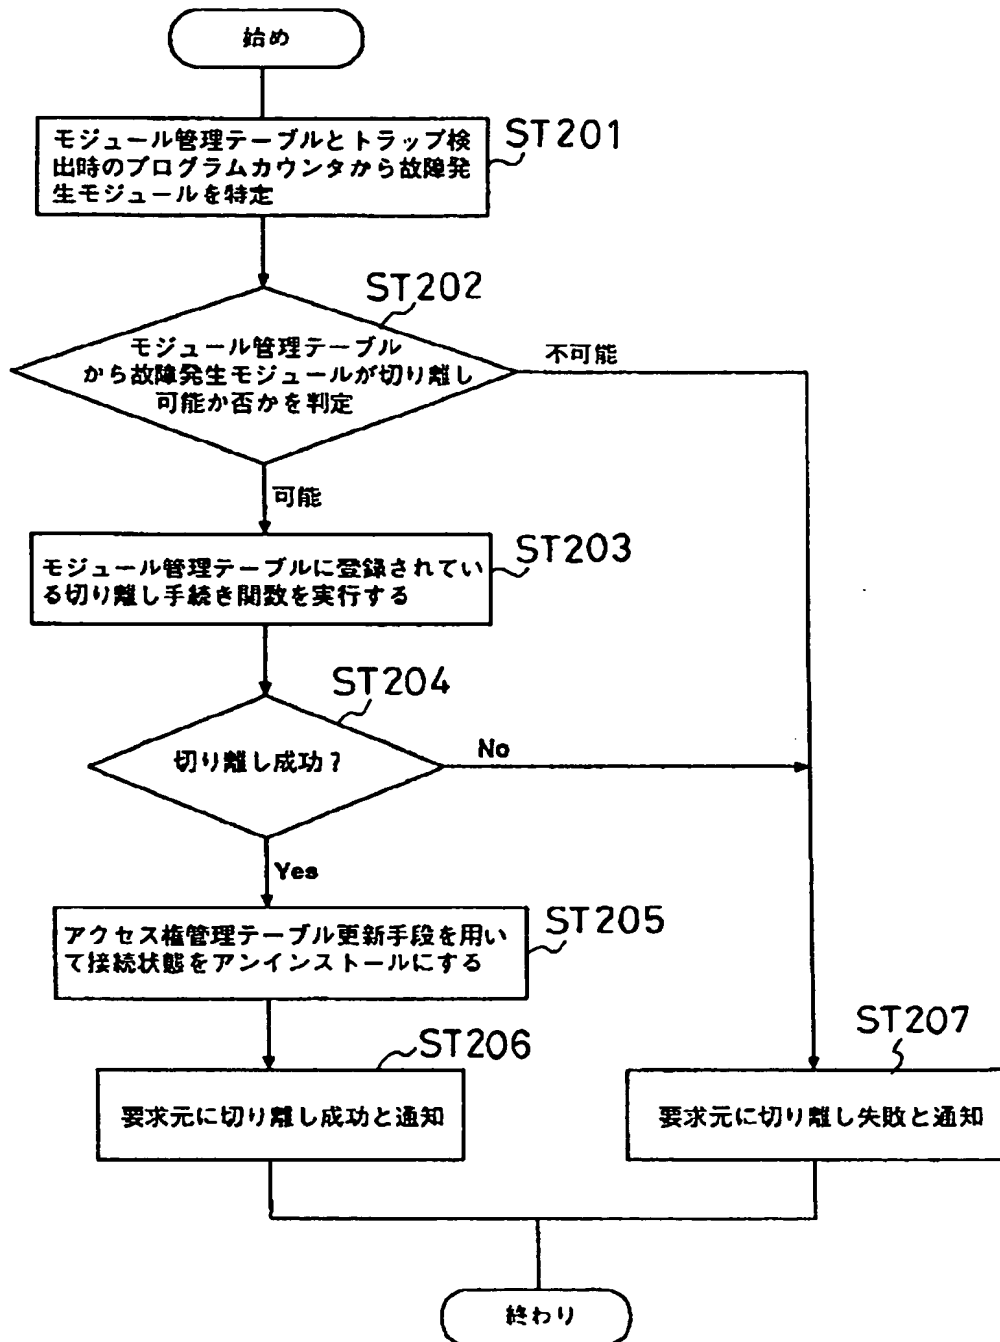 始め
モジュール管理テーブルとトラップ検
出時のプログラムカウンタから故障発
生モジュールを特定
ST201
ST202
モジュール管理テーブル
から故障発生モジュールが切り離し
可能か否かを判定
不可能
可能
ST203
モジュール管理テーブルに登録されてい
る切り離し手続き関数を実行する
ST204
切り離し成功?
No
Yes
ST205
アクセス権管理テーブル更新手段を用い
て接続状態をアンインストールにする
ST206
要求元に切り離し成功と通知
ST207
要求元に切り離し失敗と通知
終わり